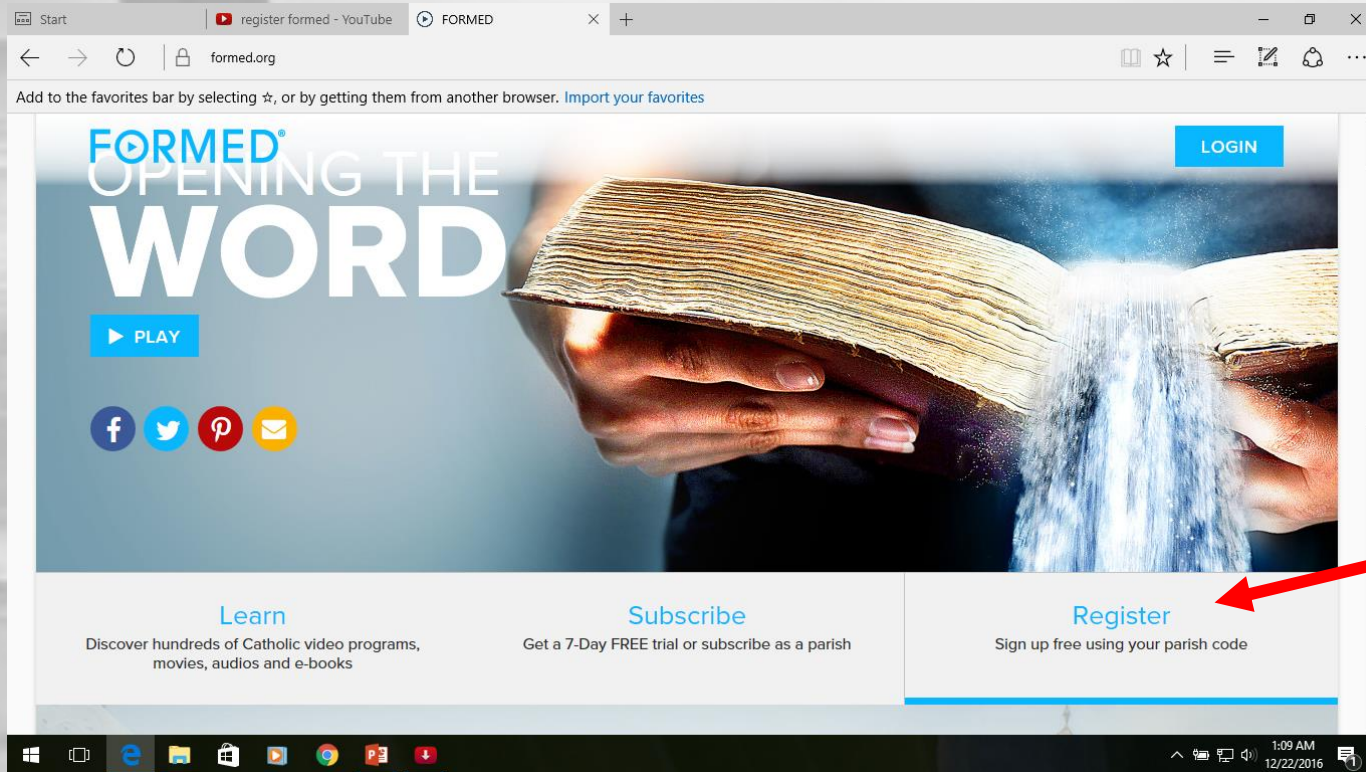 Start
register formed - YouTube
FORMED
formed.org
Add to the favorites bar by selecting ☆, or by getting them from another browser. Import your favorites
FORMED®
LOGIN
OPENING THE
WORD
PLAY
Learn
Discover hundreds of Catholic video programs,
movies, audios and e-books
Subscribe
Get a 7-Day FREE trial or subscribe as a parish
Register
Sign up free using your parish code
1:09 AM
12/22/2016
1